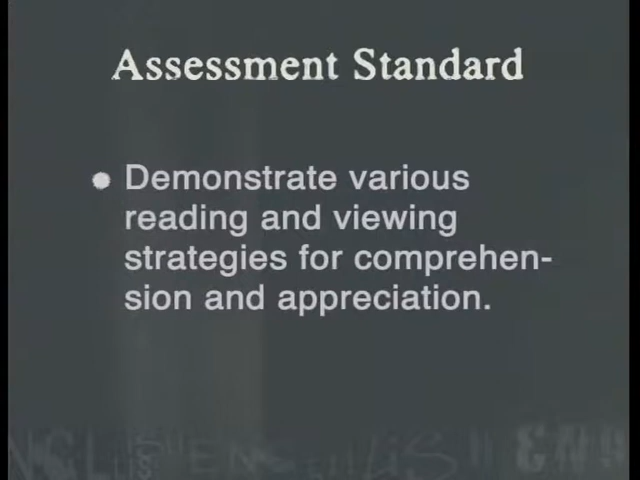 Assessment Standard
Demonstrate various
reading and viewing
strategies for comprehen-
sion and appreciation.